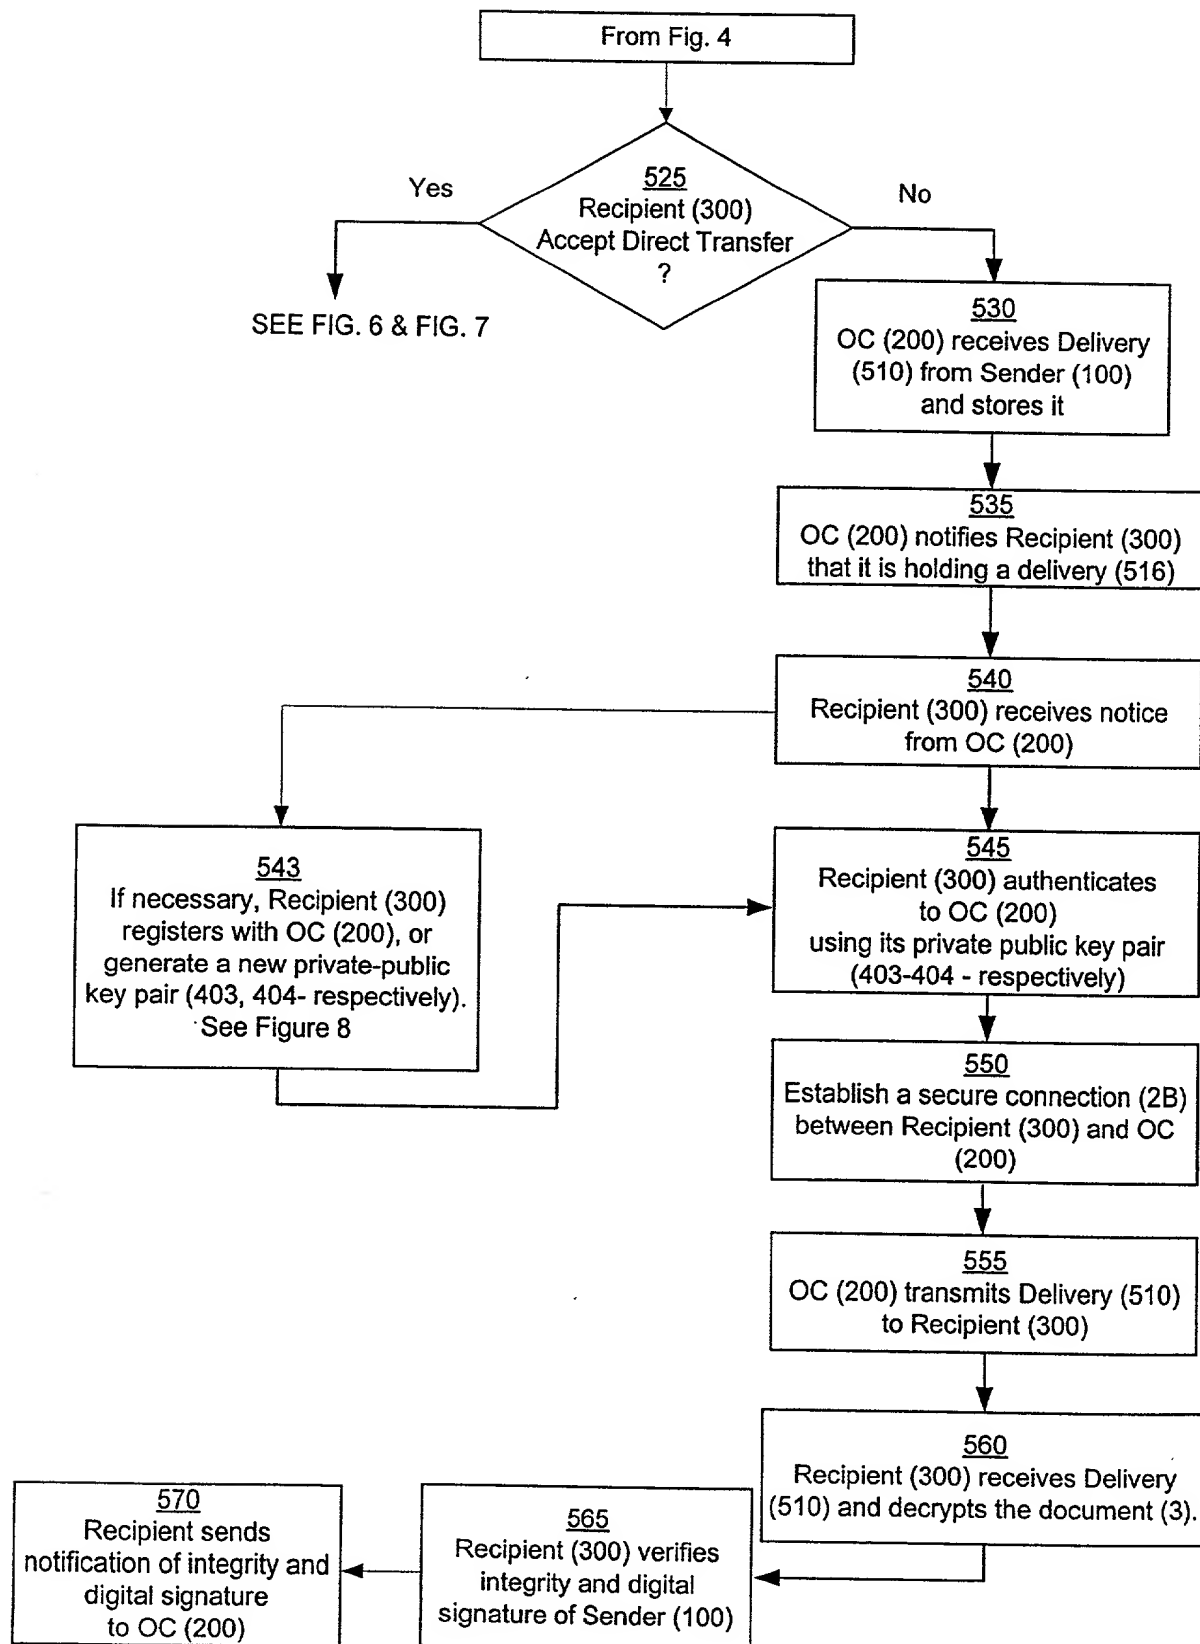 From Fig. 4
Yes
525
Recipient (300)
Accept Direct Transfer
?
No
SEE FIG. 6 & FIG. 7
530
OC (200) receives Delivery
(510) from Sender (100)
and stores it
535
OC (200) notifies Recipient (300)
that it is holding a delivery (516)
540
Recipient (300) receives notice
from OC (200)
543
If necessary, Recipient (300)
registers with OC (200), or
generate a new private-public
key pair (403, 404- respectively).
See Figure 8
545
Recipient (300) authenticates
to OC (200)
using its private public key pair
(403-404 - respectively)
550
Establish a secure connection (2B)
between Recipient (300) and OC
(200)
555
OC (200) transmits Delivery (510)
to Recipient (300)
560
Recipient (300) receives Delivery
(510) and decrypts the document (3).
565
Recipient (300) verifies
integrity and digital
signature of Sender (100)
570
Recipient sends
notification of integrity and
digital signature
to OC (200)